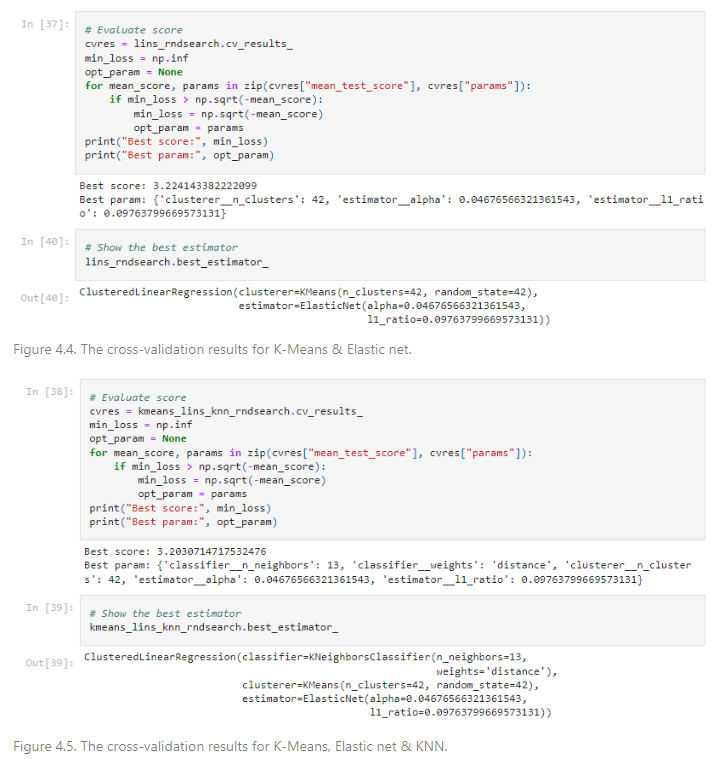 In [37]:
# Evaluate score
cvres = lins_rndsearch.cv_results_
min_loss = np.inf
opt_param = None
for mean_score, params in zip(cvres["mean_test_score"], cvres["params"]):
    if min_loss > np.sqrt(-mean_score):
        min_loss = np.sqrt(-mean_score)
        opt_param = params
print("Best score:", min_loss)
print("Best param:", opt_param)
Best score: 3.224143382222099
Best param: {'clusterer__n_clusters': 42, 'estimator__alpha': 0.04676566321361543, 'estimator__l1_rati
o': 0.09763799669573131}
In [40]:
# Show the best estimator
lins_rndsearch.best_estimator_
Out[40]:
ClusteredLinearRegression(clusterer=KMeans(n_clusters=42, random_state=42),
                          estimator=ElasticNet(alpha=0.04676566321361543,
                                               l1_ratio=0.09763799669573131))
Figure 4.4. The cross-validation results for K-Means & Elastic net.
In [38]:
# Evaluate score
cvres = kmeans_lins_knn_rndsearch.cv_results_
min_loss = np.inf
opt_param = None
for mean_score, params in zip(cvres["mean_test_score"], cvres["params"]):
    if min_loss > np.sqrt(-mean_score):
        min_loss = np.sqrt(-mean_score)
        opt_param = params
print("Best score:", min_loss)
print("Best param:", opt_param)
Best score: 3.2030714717532476
Best param: {'classifier__n_neighbors': 13, 'classifier__weights': 'distance', 'clusterer__n_cluster
s': 42, 'estimator__alpha': 0.04676566321361543, 'estimator__l1_ratio': 0.09763799669573131}
In [39]:
# Show the best estimator
kmeans_lins_knn_rndsearch.best_estimator_
Out[39]:
ClusteredLinearRegression(classifier=KNeighborsClassifier(n_neighbors=13,
                                                          weights='distance'),
                          clusterer=KMeans(n_clusters=42, random_state=42),
                          estimator=ElasticNet(alpha=0.04676566321361543,
                                               l1_ratio=0.09763799669573131))
Figure 4.5. The cross-validation results for K-Means, Elastic net & KNN.